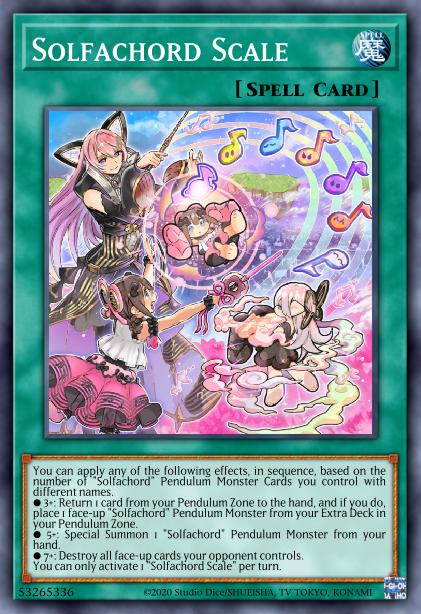 SOLFACHORD SCALE
SPELL
魔
[SPELL CARD]
You can apply any of the following effects, in sequence, based on the
number of "Solfachord" Pendulum Monster Cards you control with
different names.
● 3+: Return 1 card from your Pendulum Zone to the hand, and if you do,
place 1 face-up "Solfachord" Pendulum Monster from your Extra Deck in
your Pendulum Zone.
● 5+: Special Summon 1 "Solfachord" Pendulum Monster from your
hand.
● 7+: Destroy all face-up cards your opponent controls.
You can only activate 1 "Solfachord Scale" per turn.
53265336
©2020 Studio Dice/SHUEISHA, TV TOKYO, KONAMI